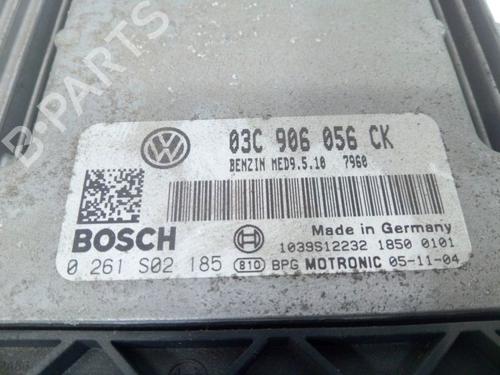 03C 906 056 CK
BENZIN MED9.5.10 7960
Made in Germany
BOSCH
1039S12232 1850 0101
0 261 S02 185 810 BPG MOTRONIC 05-11-04
B-PARTS